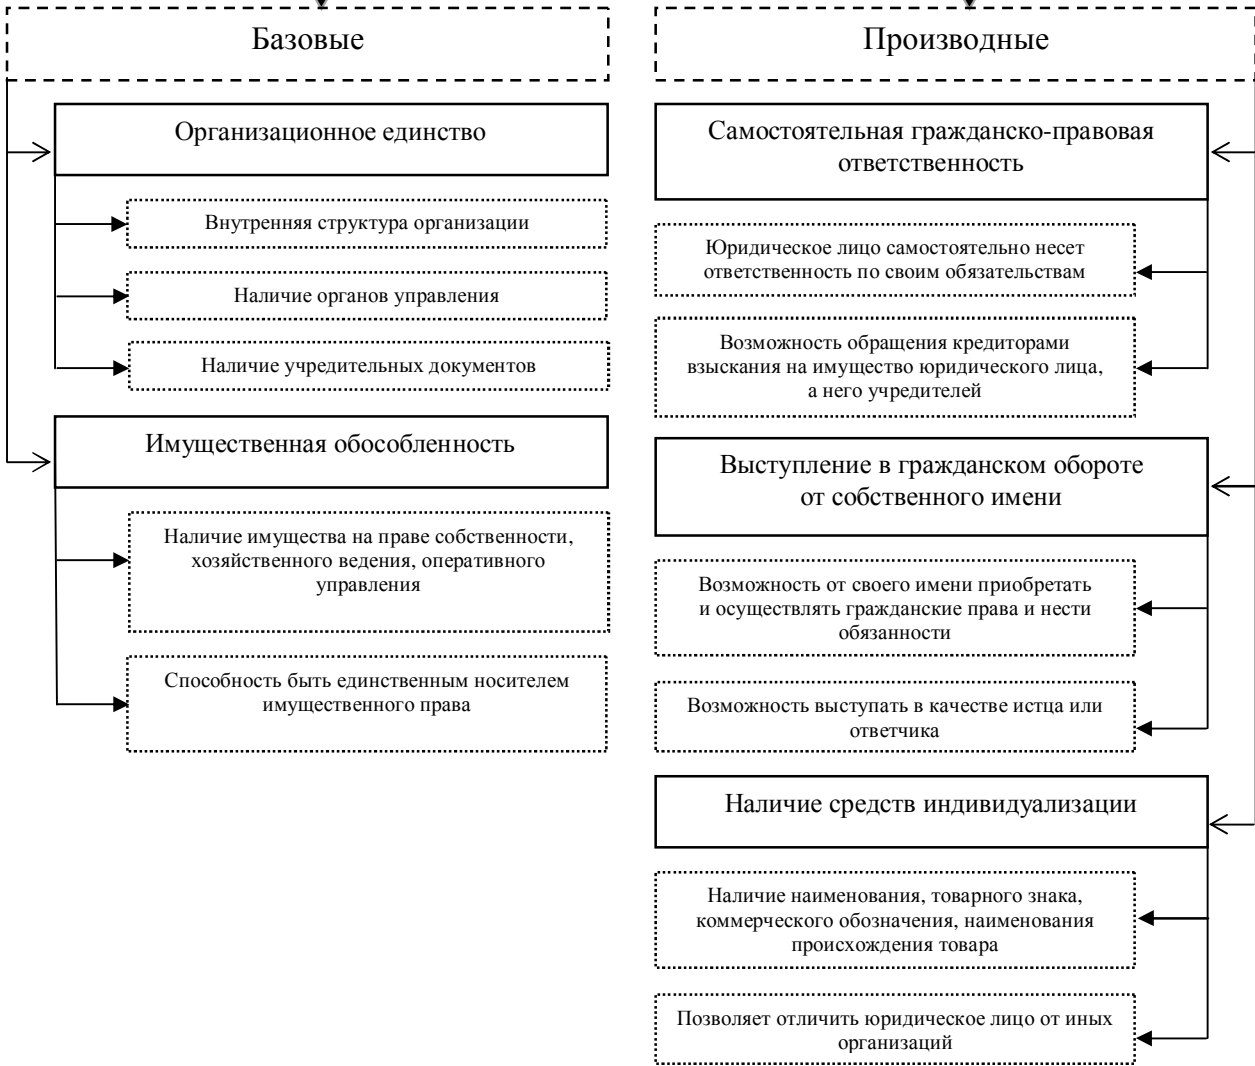 Базовые
Организационное единство
Внутренняя структура организации
Наличие органов управления
Наличие учредительных документов
Имущественная обособленность
Наличие имущества на праве собственности,
хозяйственного ведения, оперативного
управления
Способность быть единственным носителем
имущественного права
Производные
Самостоятельная гражданско-правовая
ответственность
Юридическое лицо самостоятельно несет
ответственность по своим обязательствам
Возможность обращения кредиторами
взыскания на имущество юридического лица,
а него учредителей
Выступление в гражданском обороте
от собственного имени
Возможность от своего имени приобретать
и осуществлять гражданские права и нести
обязанности
Возможность выступать в качестве истца или
ответчика
Наличие средств индивидуализации
Наличие наименования, товарного знака,
коммерческого обозначения, наименования
происхождения товара
Позволяет отличить юридическое лицо от иных
организаций